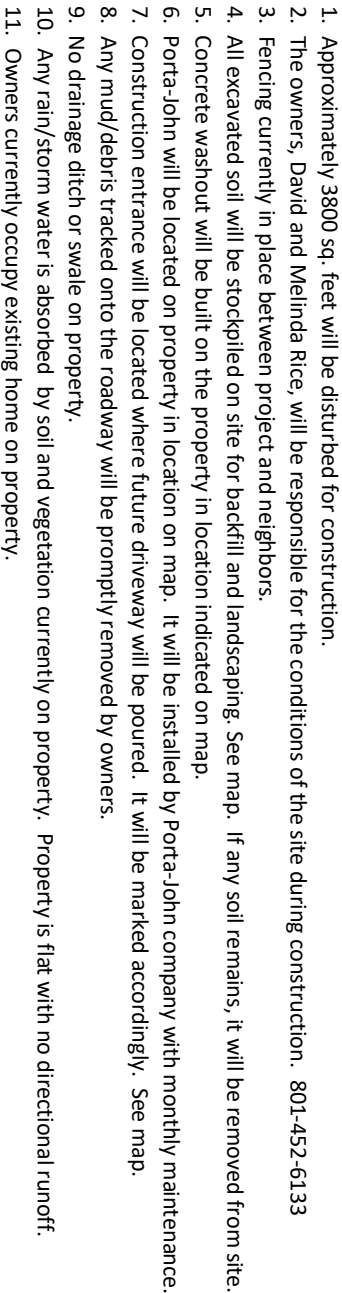 1. Approximately 3800 sq. feet will be disturbed for construction.
2. The owners, David and Melinda Rice, will be responsible for the conditions of the site during construction. 801-452-6133
3. Fencing currently in place between project and neighbors.
4. All excavated soil will be stockpiled on site for backfill and landscaping. See map. If any soil remains, it will be removed from site.
5. Concrete washout will be built on the property in location indicated on map.
6. Porta-John will be located on property in location on map. It will be installed by Porta-John company with monthly maintenance.
7. Construction entrance will be located where future driveway will be poured. It will be marked accordingly. See map.
8. Any mud/debris tracked onto the roadway will be promptly removed by owners.
9. No drainage ditch or swale on property.
10. Any rain/storm water is absorbed by soil and vegetation currently on property. Property is flat with no directional runoff.
11. Owners currently occupy existing home on property.